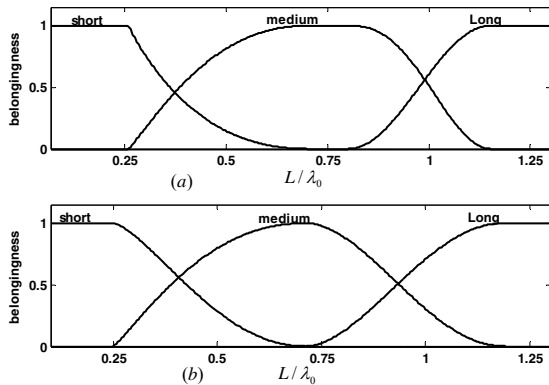 short medium Long
1
0.5
0
belongingness
0.25 0.5 0.75 1 1.25
(a) L / λ0
short medium Long
1
0.5
0
belongingness
0.25 0.5 0.75 1 1.25
(b) L / λ0